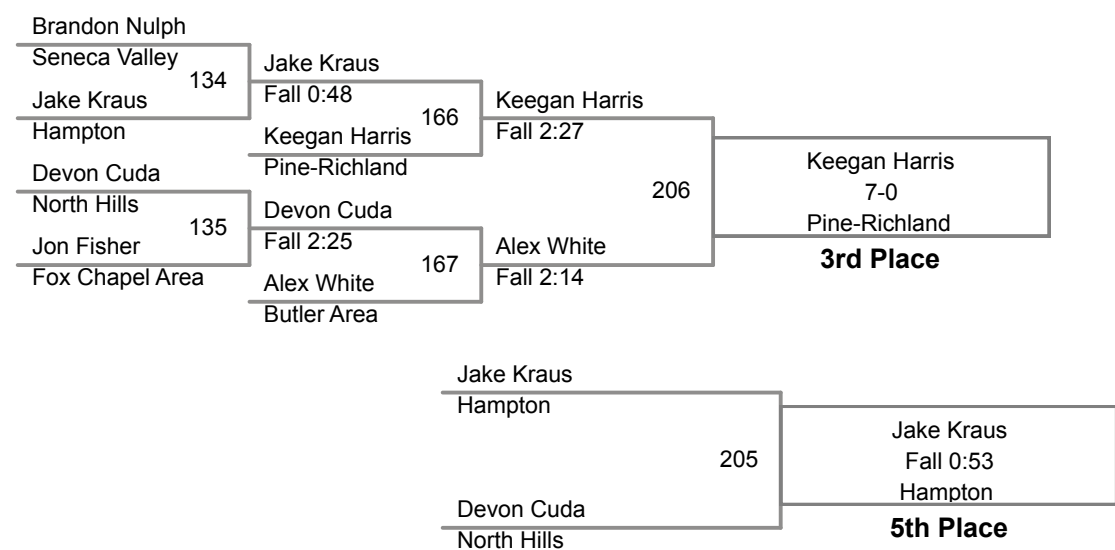 Brandon Nulph
Seneca Valley
134
Jake Kraus
Hampton
Jake Kraus
Fall 0:48
166
Keegan Harris
Pine-Richland
Devon Cuda
North Hills
135
Jon Fisher
Fox Chapel Area
Devon Cuda
Fall 2:25
167
Alex White
Butler Area
Keegan Harris
Fall 2:27
206
Alex White
Fall 2:14
Keegan Harris
7-0
Pine-Richland
3rd Place
Jake Kraus
Hampton
205
Devon Cuda
North Hills
Jake Kraus
Fall 0:53
Hampton
5th Place